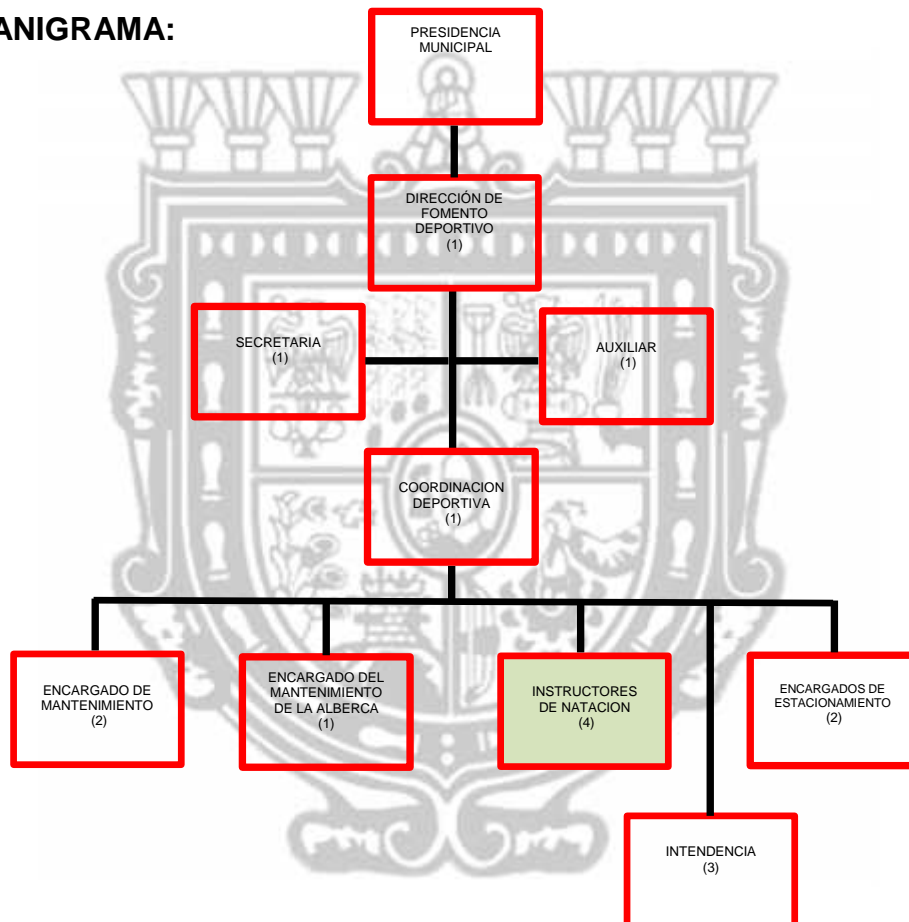 ANIGRAMA:
PRESIDENCIA
MUNICIPAL
DIRECCIÓN DE
FOMENTO
DEPORTIVO
(1)
SECRETARIA
(1)
AUXILIAR
(1)
COORDINACION
DEPORTIVA
(1)
ENCARGADO DE
MANTENIMIENTO
(2)
ENCARGADO DEL
MANTENIMIENTO
DE LA ALBERCA
(1)
INSTRUCTORES
DE NATACION
(4)
ENCARGADOS DE
ESTACIONAMIENTO
(2)
INTENDENCIA
(3)